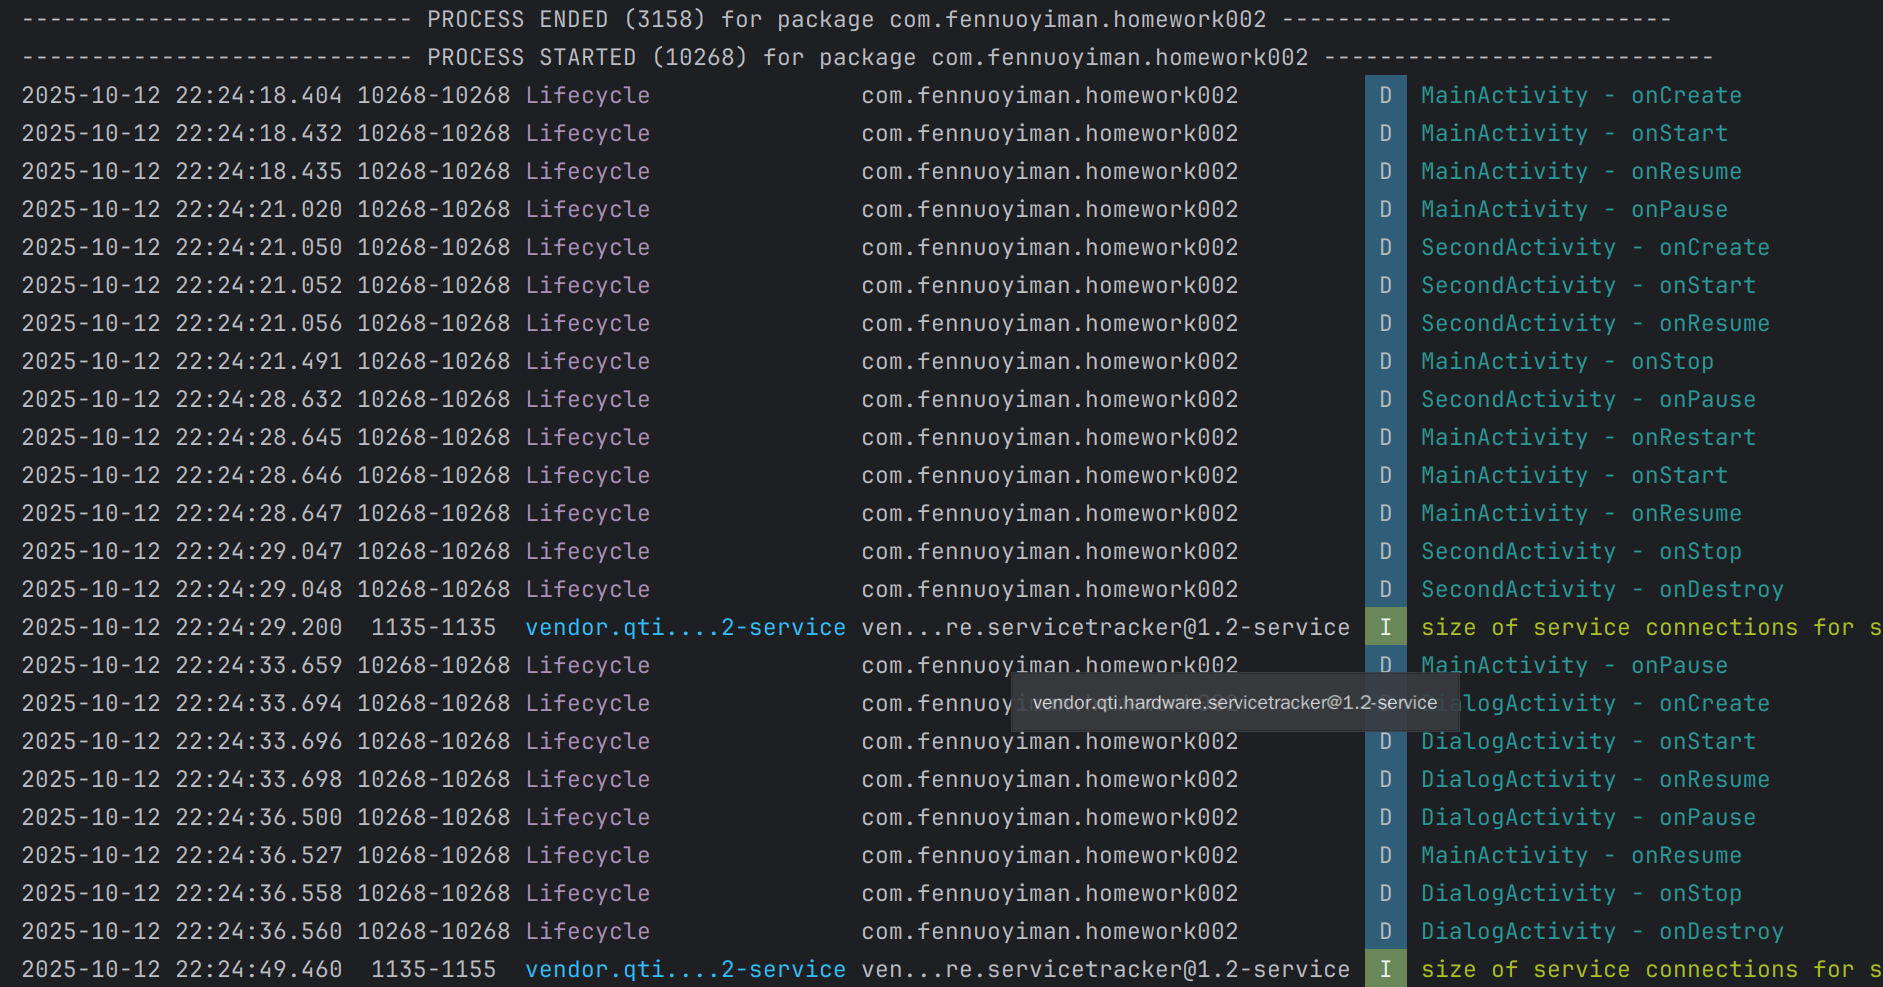 ---------------------------- PROCESS ENDED (3158) for package com.fennuoyiman.homework002 ----------------------------
---------------------------- PROCESS STARTED (10268) for package com.fennuoyiman.homework002 ----------------------------
2025-10-12 22:24:18.404 10268-10268 Lifecycle com.fennuoyiman.homework002 D MainActivity - onCreate
2025-10-12 22:24:18.432 10268-10268 Lifecycle com.fennuoyiman.homework002 D MainActivity - onStart
2025-10-12 22:24:18.435 10268-10268 Lifecycle com.fennuoyiman.homework002 D MainActivity - onResume
2025-10-12 22:24:21.020 10268-10268 Lifecycle com.fennuoyiman.homework002 D MainActivity - onPause
2025-10-12 22:24:21.050 10268-10268 Lifecycle com.fennuoyiman.homework002 D SecondActivity - onCreate
2025-10-12 22:24:21.052 10268-10268 Lifecycle com.fennuoyiman.homework002 D SecondActivity - onStart
2025-10-12 22:24:21.056 10268-10268 Lifecycle com.fennuoyiman.homework002 D SecondActivity - onResume
2025-10-12 22:24:21.491 10268-10268 Lifecycle com.fennuoyiman.homework002 D MainActivity - onStop
2025-10-12 22:24:28.632 10268-10268 Lifecycle com.fennuoyiman.homework002 D SecondActivity - onPause
2025-10-12 22:24:28.645 10268-10268 Lifecycle com.fennuoyiman.homework002 D MainActivity - onRestart
2025-10-12 22:24:28.646 10268-10268 Lifecycle com.fennuoyiman.homework002 D MainActivity - onStart
2025-10-12 22:24:28.647 10268-10268 Lifecycle com.fennuoyiman.homework002 D MainActivity - onResume
2025-10-12 22:24:29.047 10268-10268 Lifecycle com.fennuoyiman.homework002 D SecondActivity - onStop
2025-10-12 22:24:29.048 10268-10268 Lifecycle com.fennuoyiman.homework002 D SecondActivity - onDestroy
2025-10-12 22:24:29.200 1135-1135 vendor.qti....2-service ven...re.servicetracker@1.2-service I size of service connections for s
2025-10-12 22:24:33.659 10268-10268 Lifecycle com.fennuoyiman.homework002 D MainActivity - onPause
2025-10-12 22:24:33.694 10268-10268 Lifecycle com.fennuoy vendor.qti.hardware.servicetracker@1.2-service alogActivity - onCreate
2025-10-12 22:24:33.696 10268-10268 Lifecycle com.fennuoyiman.homework002 D DialogActivity - onStart
2025-10-12 22:24:33.698 10268-10268 Lifecycle com.fennuoyiman.homework002 D DialogActivity - onResume
2025-10-12 22:24:36.500 10268-10268 Lifecycle com.fennuoyiman.homework002 D DialogActivity - onPause
2025-10-12 22:24:36.527 10268-10268 Lifecycle com.fennuoyiman.homework002 D MainActivity - onResume
2025-10-12 22:24:36.558 10268-10268 Lifecycle com.fennuoyiman.homework002 D DialogActivity - onStop
2025-10-12 22:24:36.560 10268-10268 Lifecycle com.fennuoyiman.homework002 D DialogActivity - onDestroy
2025-10-12 22:24:49.460 1135-1155 vendor.qti....2-service ven...re.servicetracker@1.2-service I size of service connections for s